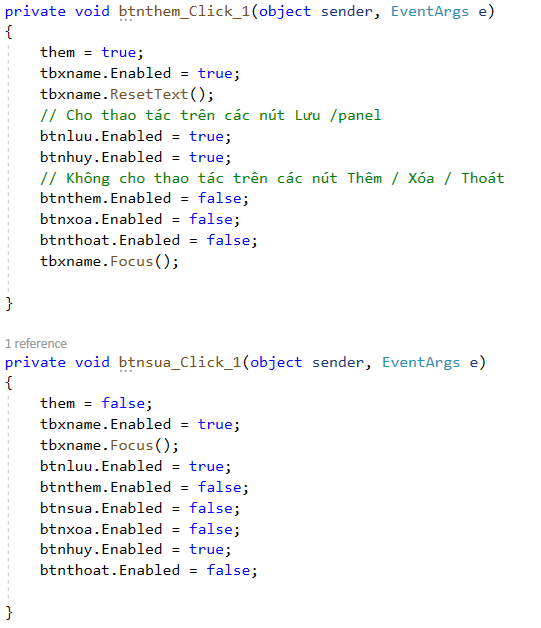 private void btnthem_Click_1(object sender, EventArgs e)
{
them = true;
tbxname.Enabled = true;
tbxname.ResetText();
// Cho thao tác trên các nút Lưu /panel
btnluu.Enabled = true;
btnhuy.Enabled = true;
// Không cho thao tác trên các nút Thêm / Xóa / Thoát
btnthem.Enabled = false;
btnxoa.Enabled = false;
btnthoat.Enabled = false;
tbxname.Focus();
}
1 reference
private void btnsua_Click_1(object sender, EventArgs e)
{
them = false;
tbxname.Enabled = true;
tbxname.Focus();
btnluu.Enabled = true;
btnthem.Enabled = false;
btnsua.Enabled = false;
btnxoa.Enabled = false;
btnhuy.Enabled = true;
btnthoat.Enabled = false;
}